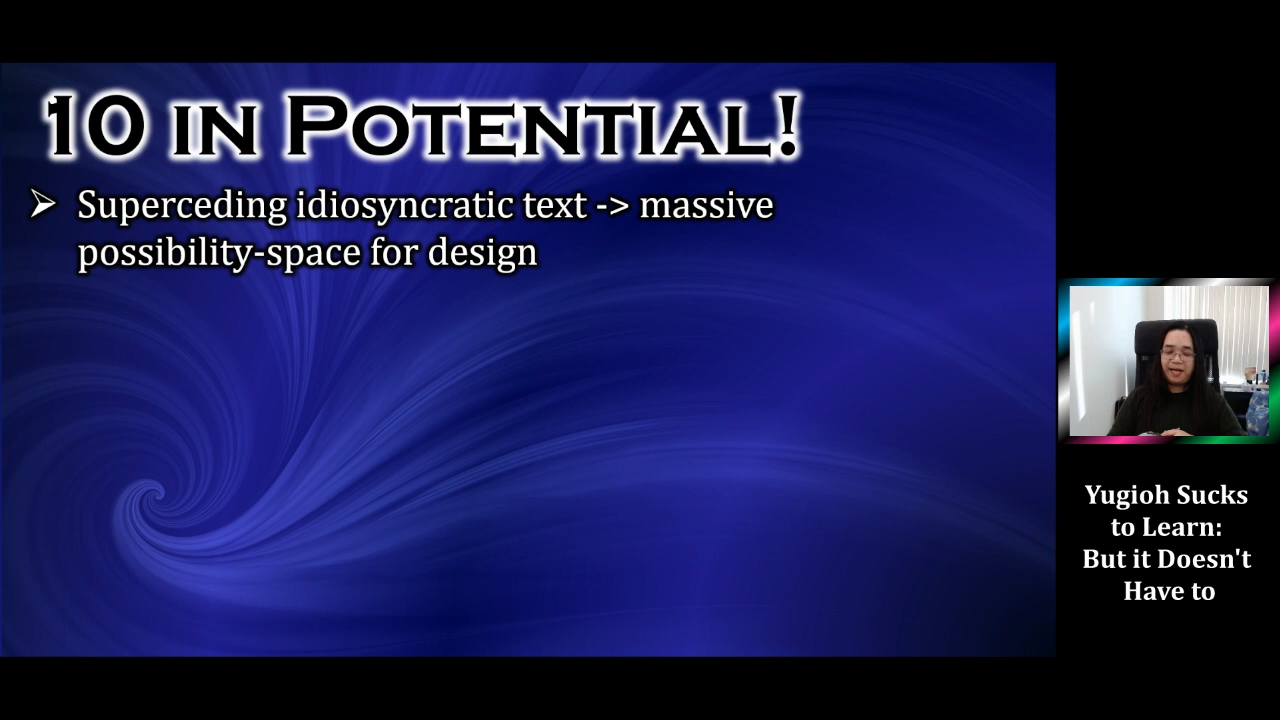 10 in Potential!
➢ Superceding idiosyncratic text -> massive
possibility-space for design
Yugioh Sucks
to Learn:
But it Doesn't
Have to